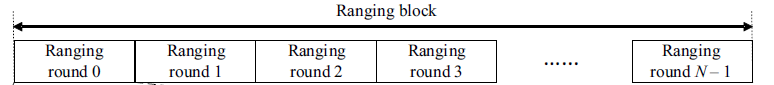 Ranging block
Ranging round 0
Ranging round 1
Ranging round 2
Ranging round 3
……
Ranging round N – 1